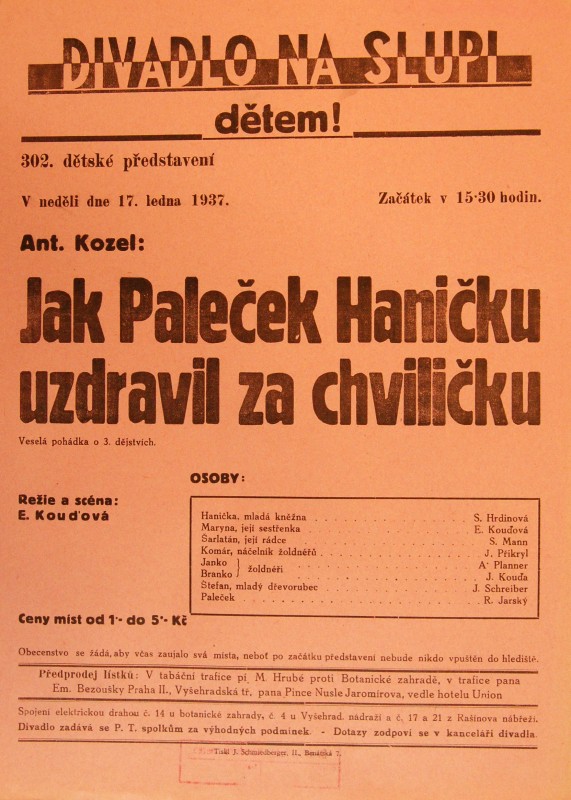 DIVADLO NA SLUPI
dětem!
302. dětské představení
V neděli dne 17. ledna 1937.
Začátek v 15·30 hodin.
Ant. Kozel:
Jak Paleček Haničku
uzdravil za chviličku
Veselá pohádka o 3. dějstvích.
OSOBY:
Režie a scéna:
E. Kouďová
Hanička, mladá kněžna . . . . . . . . . . . . S. Hrdinová
Maryna, její sestřenka . . . . . . . . . . . . E. Kouďová
Šarlatán, její rádce . . . . . . . . . . . . S. Mann
Komár, náčelník žoldnéřů . . . . . . . . . . . . J. Přikryl
Janko } žoldnéři . . . . . . . . . . . . A· Planner
Branko } . . . . . . . . . . . . J. Kouďa
Štefan, mladý dřevorubec . . . . . . . . . . . . J. Schreiber
Paleček . . . . . . . . . . . . R. Jarský
Ceny míst od 1·- do 5·- Kč
Obecenstvo se žádá, aby včas zaujalo svá místa, neboť po začátku představení nebude nikdo vpuštěn do hlediště.
Předprodej lístků: V tabáční trafice pí M. Hrubé proti Botanické zahradě, v trafice pana
Em. Bezoušky Praha II., Vyšehradská tř. pana Pince Nusle Jaromírova, vedle hotelu Union
Spojení elektrickou drahou č. 14 u botanické zahrady, č. 4 u Vyšehrad. nádraží a č, 17 a 21 z Rašínova nábřeží.
Divadlo zadává se P. T. spolkům za výhodných podmínek. - Dotazy zodpoví se v kanceláři divadla.
Tiskl J. Schmiedberger, II., Benátská 7.